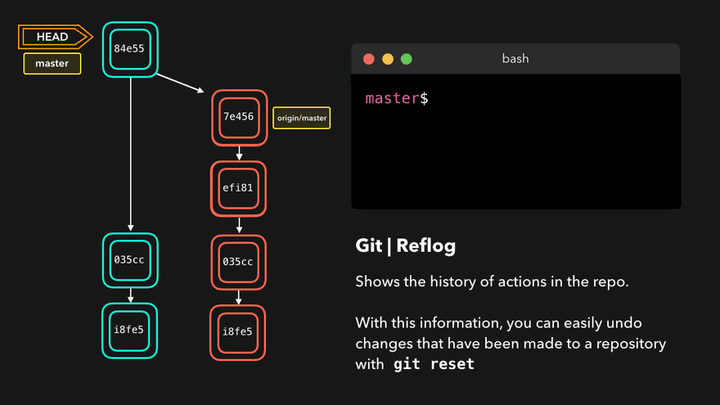 HEAD
master
84e55
7e456
origin/master
efi81
035cc
035cc
i8fe5
i8fe5
bash
master$
Git | Reflog
Shows the history of actions in the repo.
With this information, you can easily undo
changes that have been made to a repository
with git reset